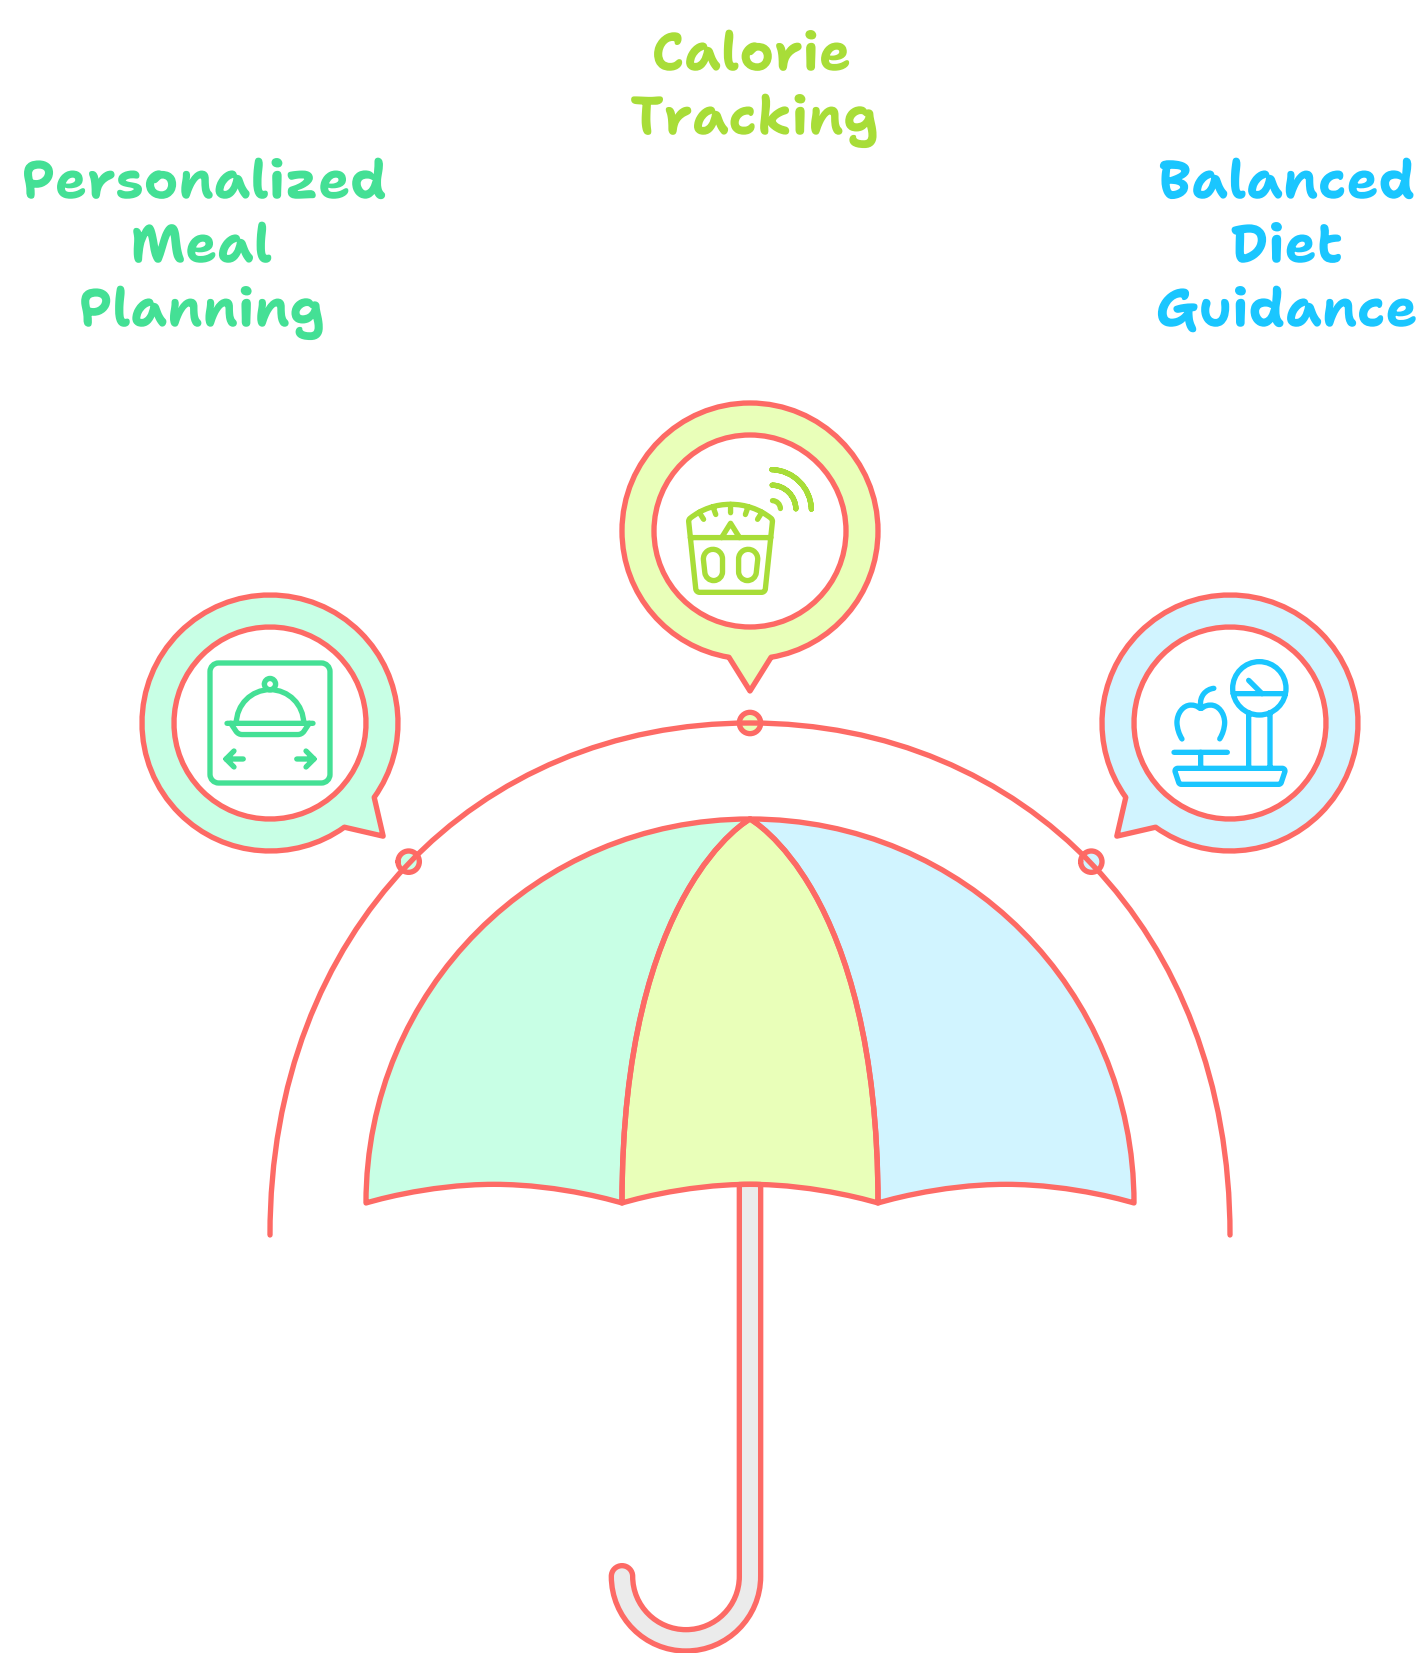 Calorie
Tracking
Personalized
Meal
Planning
Balanced
Diet
Guidance